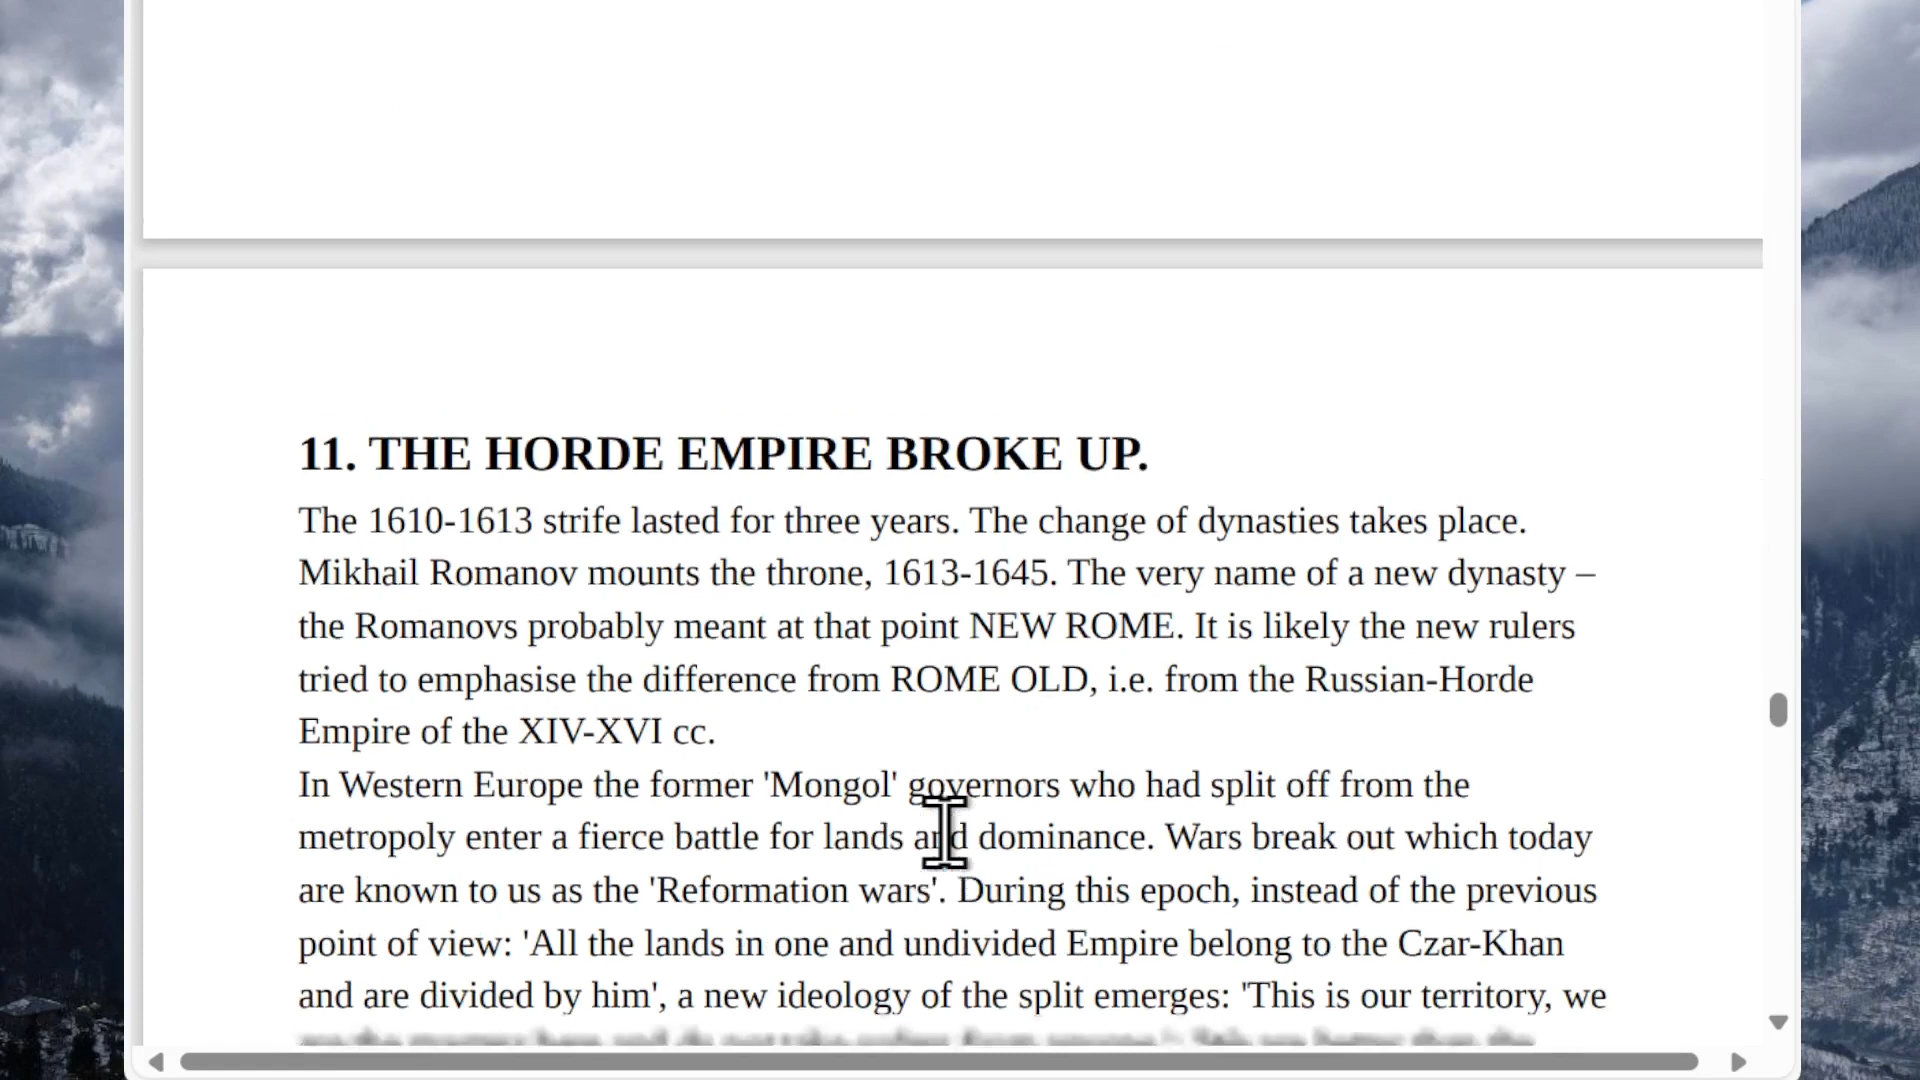 11. THE HORDE EMPIRE BROKE UP.
The 1610-1613 strife lasted for three years. The change of dynasties takes place.
Mikhail Romanov mounts the throne, 1613-1645. The very name of a new dynasty –
the Romanovs probably meant at that point NEW ROME. It is likely the new rulers
tried to emphasise the difference from ROME OLD, i.e. from the Russian-Horde
Empire of the XIV-XVI cc.
In Western Europe the former 'Mongol' governors who had split off from the
metropoly enter a fierce battle for lands and dominance. Wars break out which today
are known to us as the 'Reformation wars'. During this epoch, instead of the previous
point of view: 'All the lands in one and undivided Empire belong to the Czar-Khan
and are divided by him', a new ideology of the split emerges: 'This is our territory, we